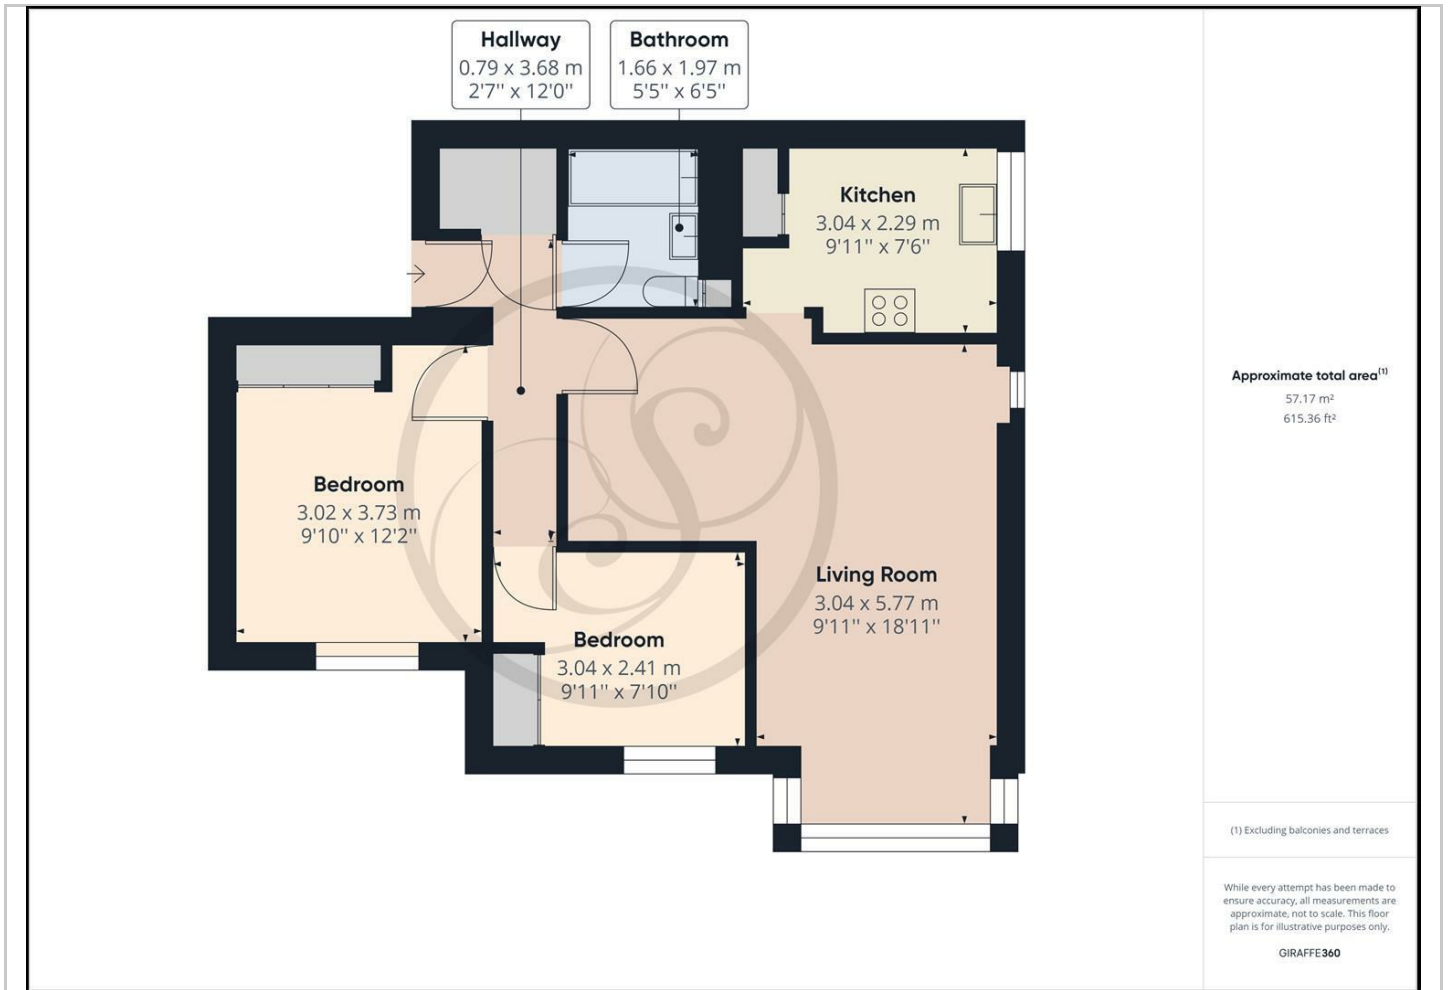 Hallway
0.79 x 3.68 m
2'7'' x 12'0''
Bathroom
1.66 x 1.97 m
5'5'' x 6'5''
Kitchen
3.04 x 2.29 m
9'11'' x 7'6''
Bedroom
3.02 x 3.73 m
9'10'' x 12'2''
Living Room
3.04 x 5.77 m
9'11'' x 18'11''
Bedroom
3.04 x 2.41 m
9'11'' x 7'10''
Approximate total area⁽¹⁾
57.17 m²
615.36 ft²
(1) Excluding balconies and terraces
While every attempt has been made to
ensure accuracy, all measurements are
approximate, not to scale. This floor
plan is for illustrative purposes only.
GIRAFFE360